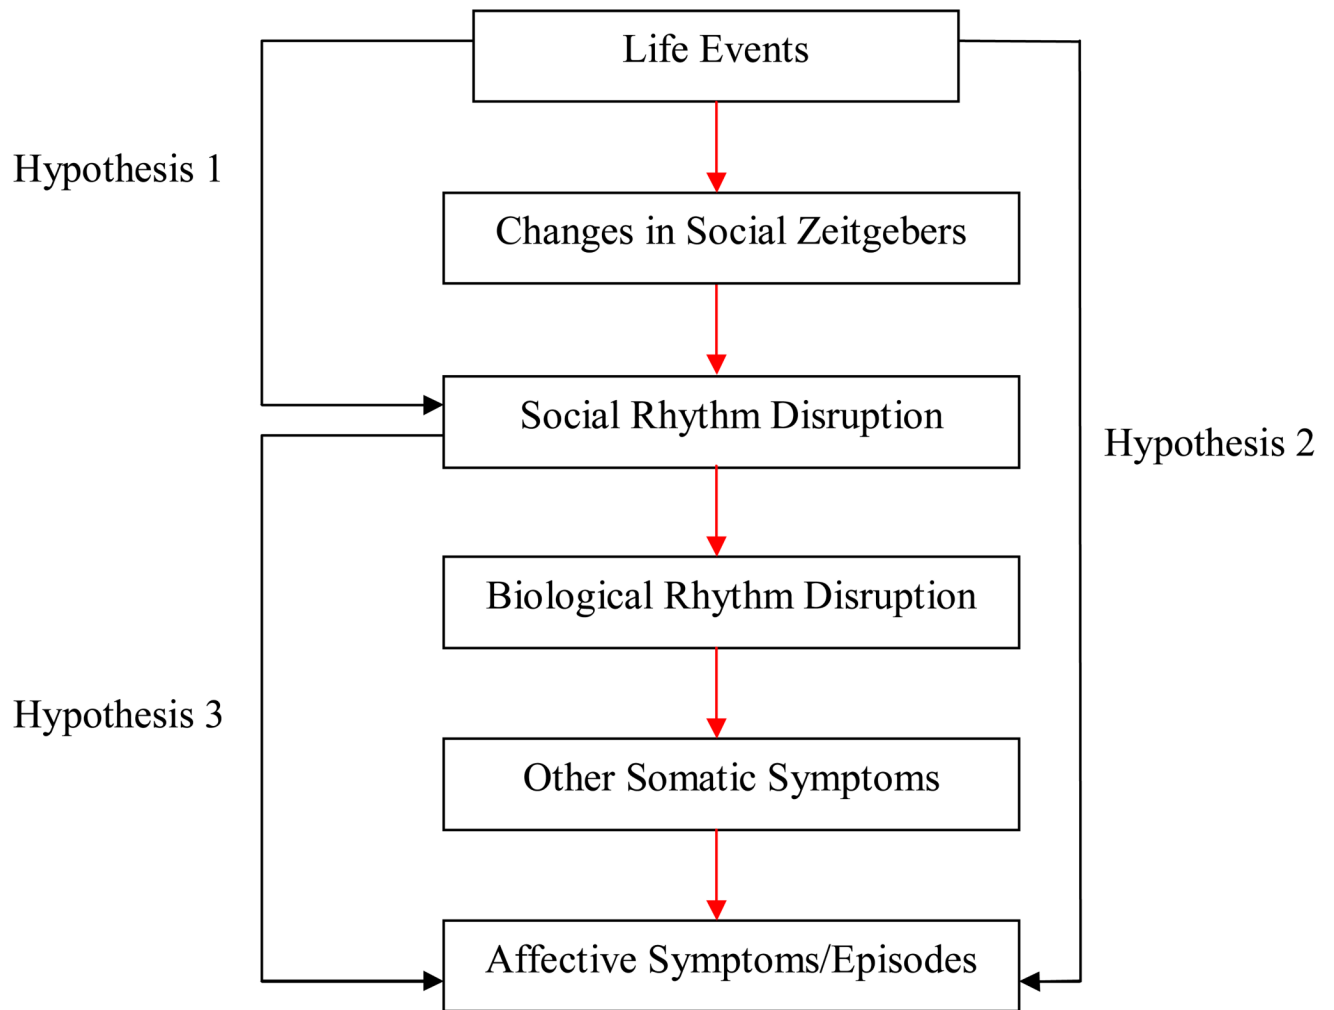 Life Events
Hypothesis 1
Changes in Social Zeitgebers
Social Rhythm Disruption
Hypothesis 2
Biological Rhythm Disruption
Hypothesis 3
Other Somatic Symptoms
Affective Symptoms/Episodes